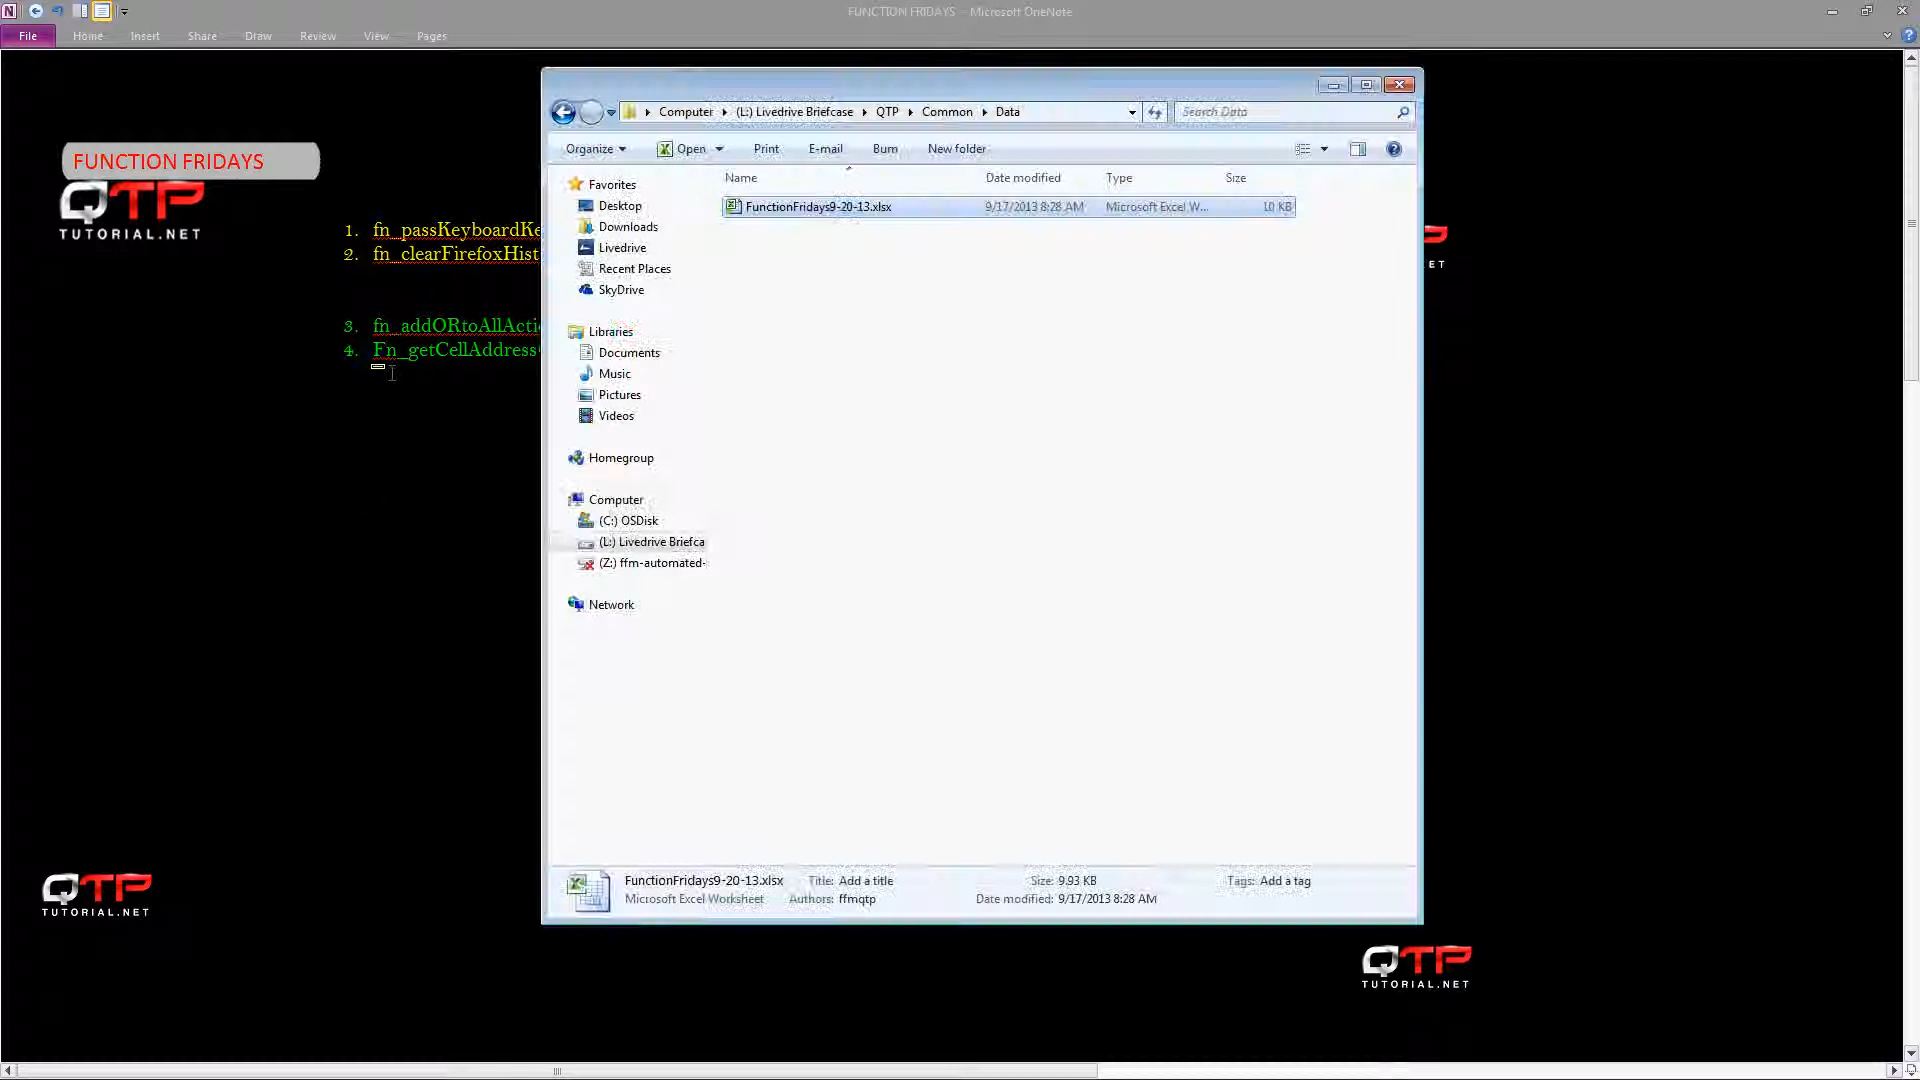 FUNCTION FRIDAYS - Microsoft OneNote
File Home Insert Share Draw Review View Pages
FUNCTION FRIDAYS
QTP
TUTORIAL.NET
1. fn_passKeyboardKe
2. fn_clearFirefoxHist
3. fn_addORtoAllActi
4. Fn_getCellAddress
Computer (L:) Livedrive Briefcase QTP Common Data
Search Data
Organize Open Print E-mail Burn New folder
Name Date modified Type Size
FunctionFridays9-20-13.xlsx 9/17/2013 8:28 AM Microsoft Excel W... 10 KB
Favorites
Desktop
Downloads
Livedrive
Recent Places
SkyDrive
Libraries
Documents
Music
Pictures
Videos
Homegroup
Computer
(C:) OSDisk
(L:) Livedrive Briefca
(Z:) ffm-automated-
Network
FunctionFridays9-20-13.xlsx Title: Add a title Size: 9.93 KB Tags: Add a tag
Microsoft Excel Worksheet Authors: ffmqtp Date modified: 9/17/2013 8:28 AM
ET
QTP
TUTORIAL.NET
QTP
TUTORIAL.NET